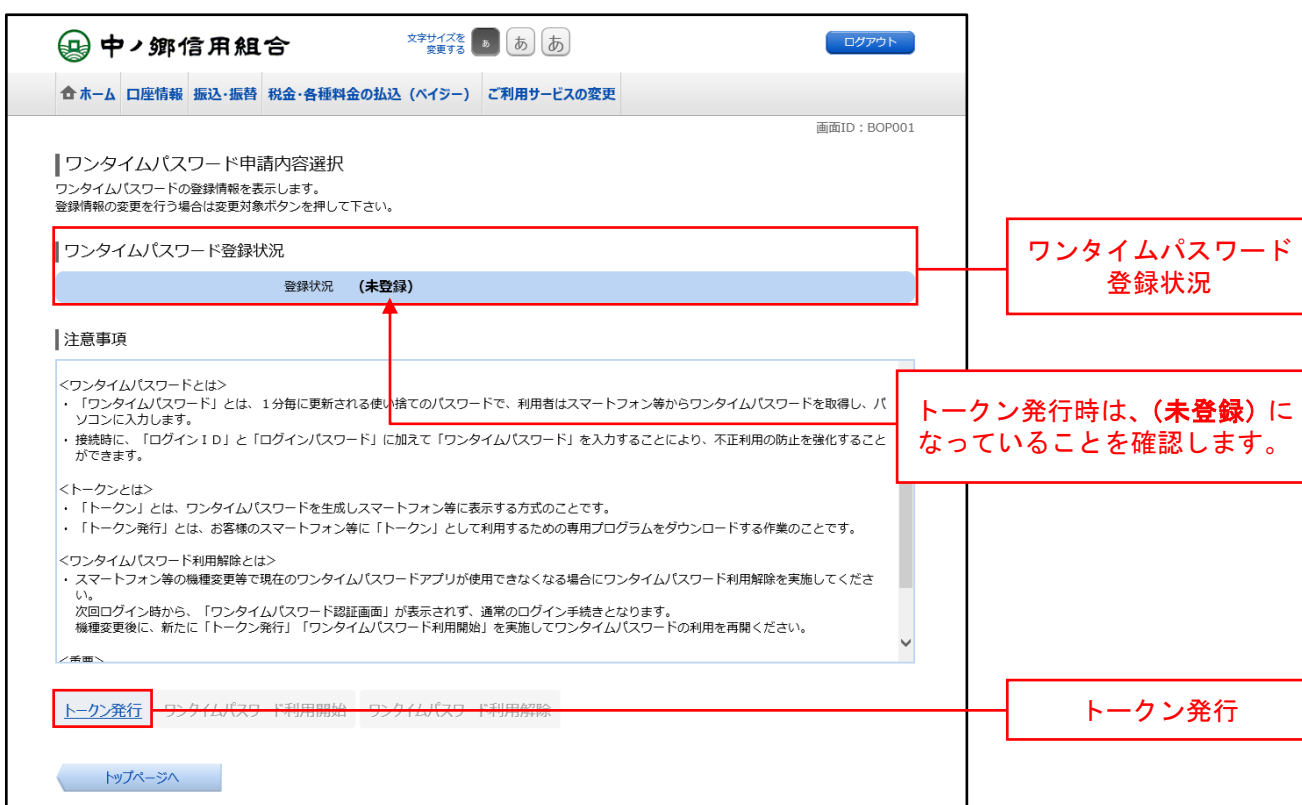 中ノ郷信用組合
文字サイズを
変更する
あ
あ
あ
ログアウト
ホーム 口座情報 振込・振替 税金・各種料金の払込（ペイジー） ご利用サービスの変更
画面ID：BOP001
ワンタイムパスワード申請内容選択
ワンタイムパスワードの登録情報を表示します。
登録情報の変更を行う場合は変更対象ボタンを押して下さい。
ワンタイムパスワード登録状況
登録状況 （未登録）
ワンタイムパスワード
登録状況
注意事項
＜ワンタイムパスワードとは＞
・「ワンタイムパスワード」とは、１分毎に更新される使い捨てのパスワードで、利用者はスマートフォン等からワンタイムパスワードを取得し、パ
ソコンに入力します。
・接続時に、「ログインＩＤ」と「ログインパスワード」に加えて「ワンタイムパスワード」を入力することにより、不正利用の防止を強化すること
ができます。
トークン発行時は、（未登録）に
なっていることを確認します。
＜トークンとは＞
・「トークン」とは、ワンタイムパスワードを生成しスマートフォン等に表示する方式のことです。
・「トークン発行」とは、お客様のスマートフォン等に「トークン」として利用するための専用プログラムをダウンロードする作業のことです。
＜ワンタイムパスワード利用解除とは＞
・スマートフォン等の機種変更等で現在のワンタイムパスワードアプリが使用できなくなる場合にワンタイムパスワード利用解除を実施してくださ
い。
次回ログイン時から、「ワンタイムパスワード認証画面」が表示されず、通常のログイン手続きとなります。
機種変更後に、新たに「トークン発行」「ワンタイムパスワード利用開始」を実施してワンタイムパスワードの利用を再開ください。
＜重要＞
トークン発行 ワンタイムパスワード利用開始 ワンタイムパスワード利用解除
トークン発行
トップページへ